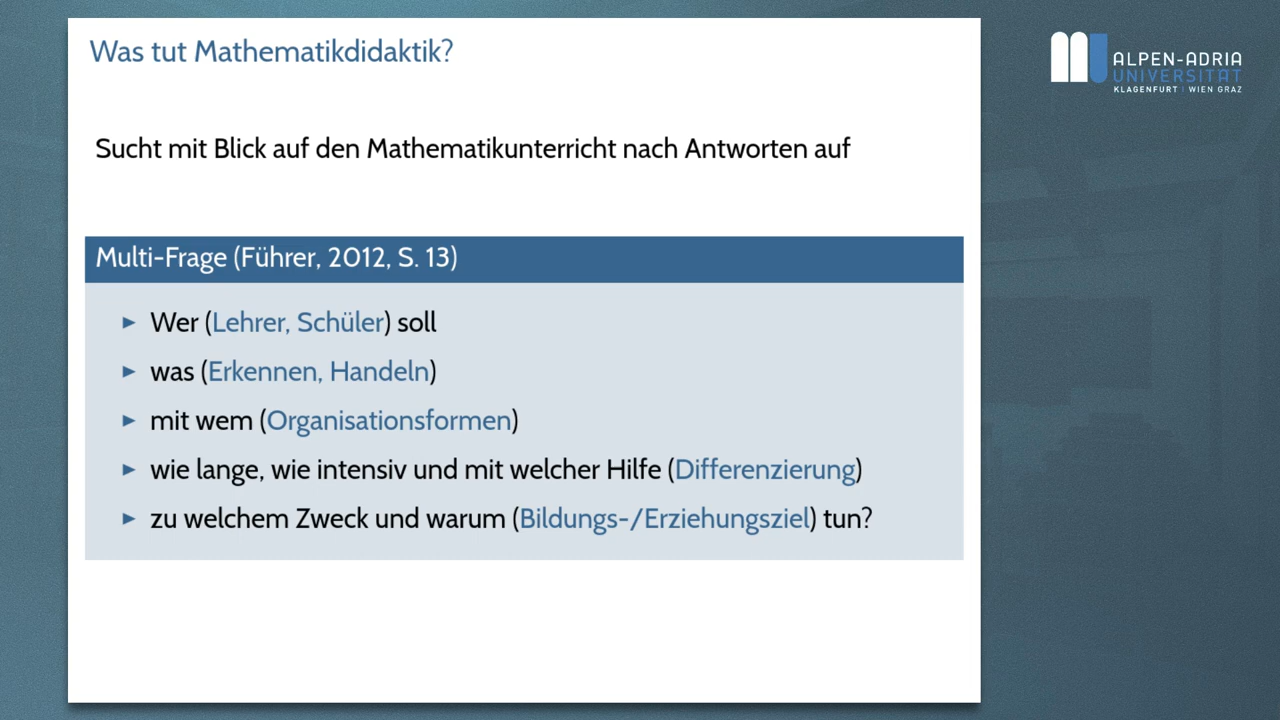 Was tut Mathematikdidaktik?
Sucht mit Blick auf den Mathematikunterricht nach Antworten auf
Multi-Frage (Führer, 2012, S. 13)
► Wer (Lehrer, Schüler) soll
► was (Erkennen, Handeln)
► mit wem (Organisationsformen)
► wie lange, wie intensiv und mit welcher Hilfe (Differenzierung)
► zu welchem Zweck und warum (Bildungs-/Erziehungsziel) tun?
ALPEN-ADRIA
UNIVERSITÄT
KLAGENFURT | WIEN GRAZ